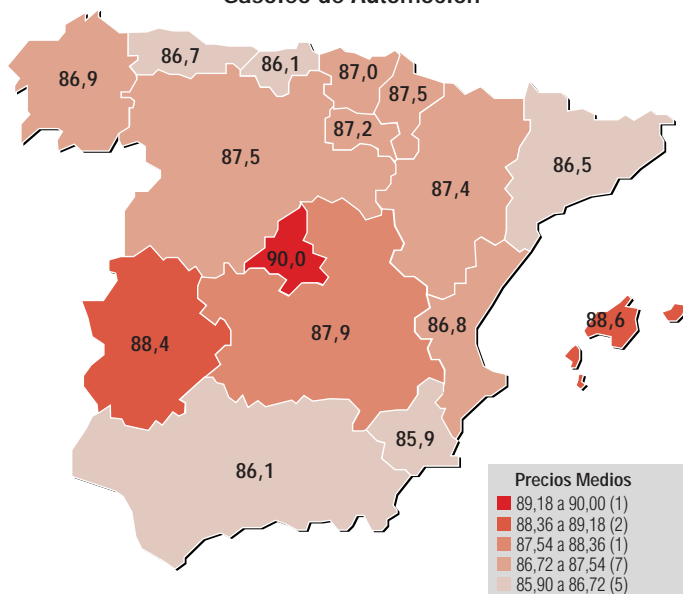 Gasóleo de Automoción
86,7
86,1
87,0
86,9
87,5
87,2
87,5
86,5
87,4
90,0
88,6
86,8
87,9
88,4
85,9
86,1
Precios Medios
89,18 a 90,00 (1)
88,36 a 89,18 (2)
87,54 a 88,36 (1)
86,72 a 87,54 (7)
85,90 a 86,72 (5)